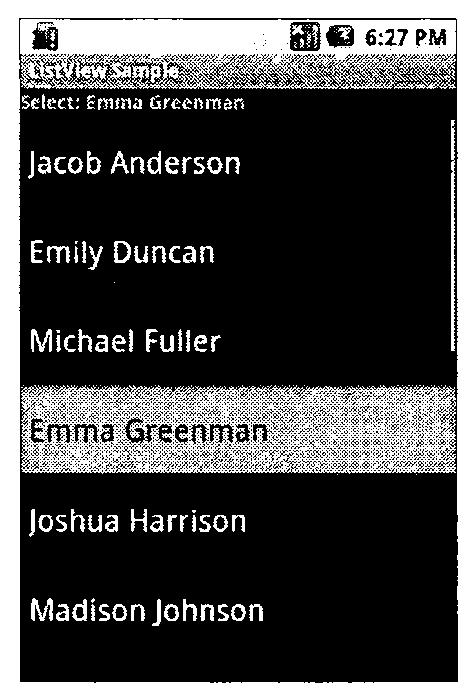 6:27 PM
ListView Sample
Select: Emma Greenman
Jacob Anderson
Emily Duncan
Michael Fuller
Emma Greenman
Joshua Harrison
Madison Johnson